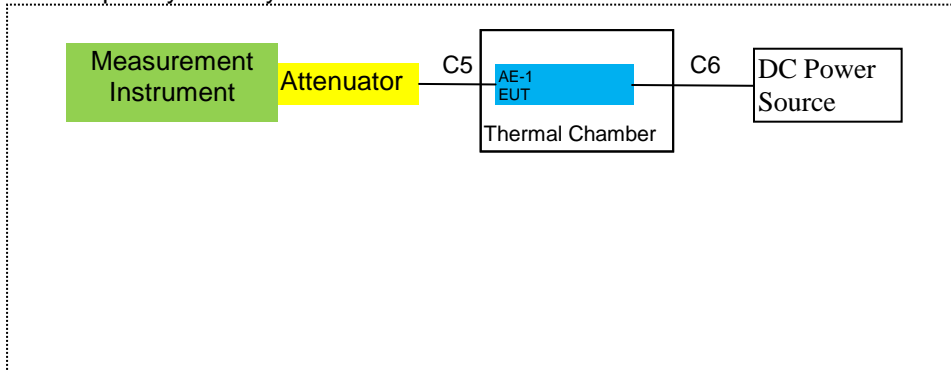 Measurement
Instrument
Attenuator
C5
AE-1
EUT
Thermal Chamber
C6
DC Power
Source